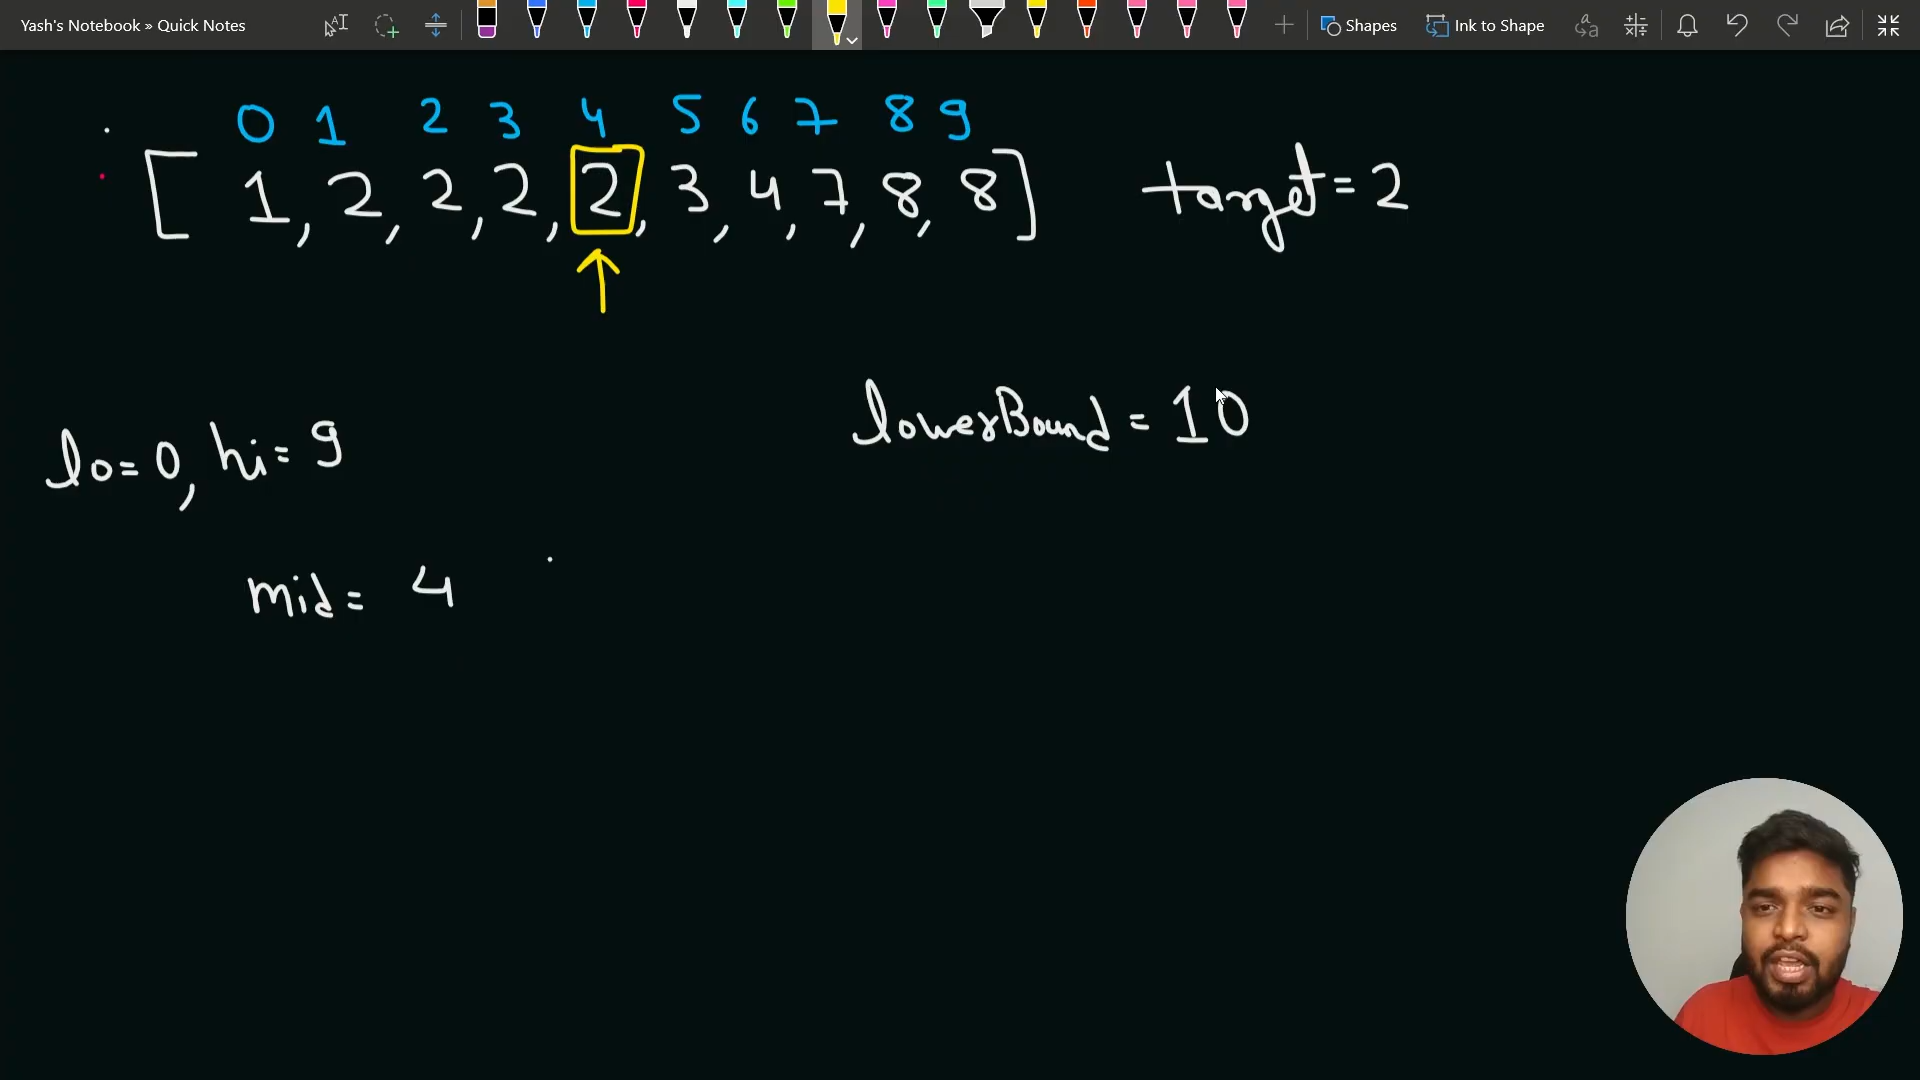 Yash's Notebook » Quick Notes
Shapes
Ink to Shape
0 1 2 3 4 5 6 7 8 9
[ 1, 2, 2, 2, 2, 3, 4, 7, 8, 8 ] target = 2
lowerBound = 10
lo = 0, hi = 9
mid = 4